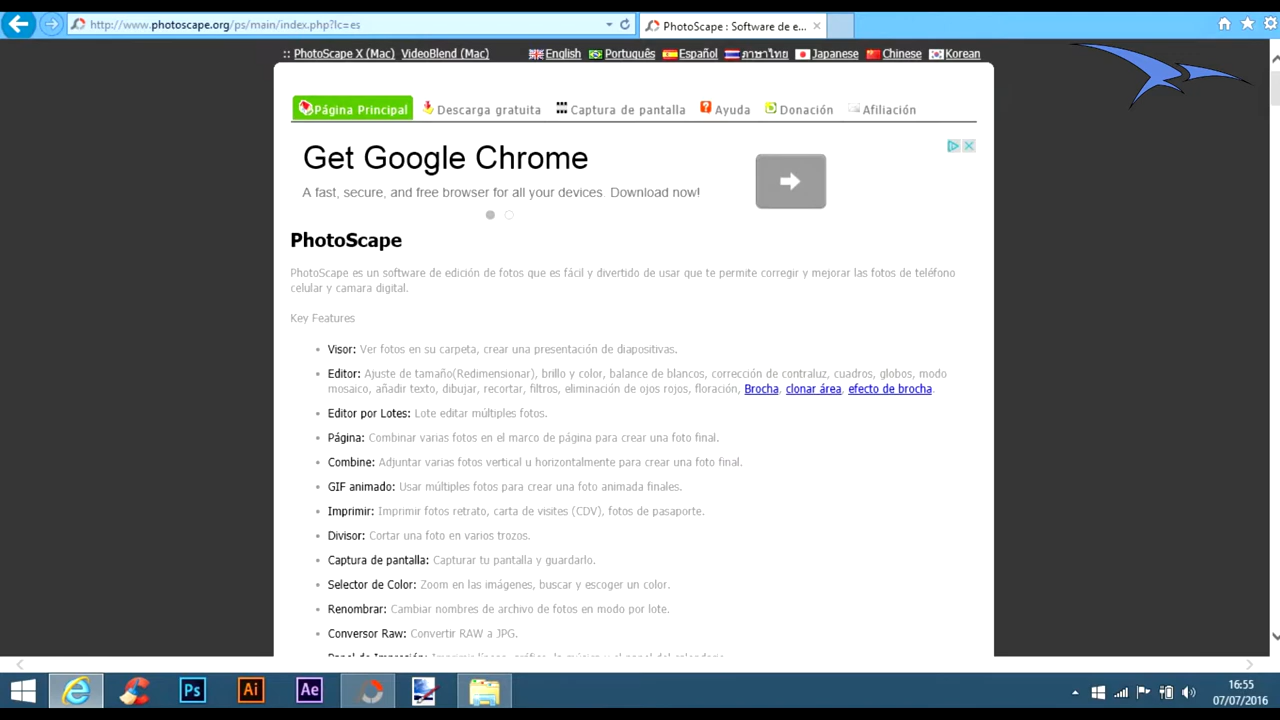 http://www.photoscape.org/ps/main/index.php?lc=es
PhotoScape : Software de e...
:: PhotoScape X (Mac) VideoBlend (Mac) English Português Español ภาษาไทย Japanese Chinese Korean
Página Principal Descarga gratuita Captura de pantalla Ayuda Donación Afiliación
Get Google Chrome
A fast, secure, and free browser for all your devices. Download now!
PhotoScape
PhotoScape es un software de edición de fotos que es fácil y divertido de usar que te permite corregir y mejorar las fotos de teléfono
celular y camara digital.
Key Features
• Visor: Ver fotos en su carpeta, crear una presentación de diapositivas.
• Editor: Ajuste de tamaño(Redimensionar), brillo y color, balance de blancos, corrección de contraluz, cuadros, globos, modo
mosaico, añadir texto, dibujar, recortar, filtros, eliminación de ojos rojos, floración, Brocha, clonar área, efecto de brocha.
• Editor por Lotes: Lote editar múltiples fotos.
• Página: Combinar varias fotos en el marco de página para crear una foto final.
• Combine: Adjuntar varias fotos vertical u horizontalmente para crear una foto final.
• GIF animado: Usar múltiples fotos para crear una foto animada finales.
• Imprimir: Imprimir fotos retrato, carta de visites (CDV), fotos de pasaporte.
• Divisor: Cortar una foto en varios trozos.
• Captura de pantalla: Capturar tu pantalla y guardarlo.
• Selector de Color: Zoom en las imágenes, buscar y escoger un color.
• Renombrar: Cambiar nombres de archivo de fotos en modo por lote.
• Conversor Raw: Convertir RAW a JPG.
Ps Ai Ae
16:55
07/07/2016